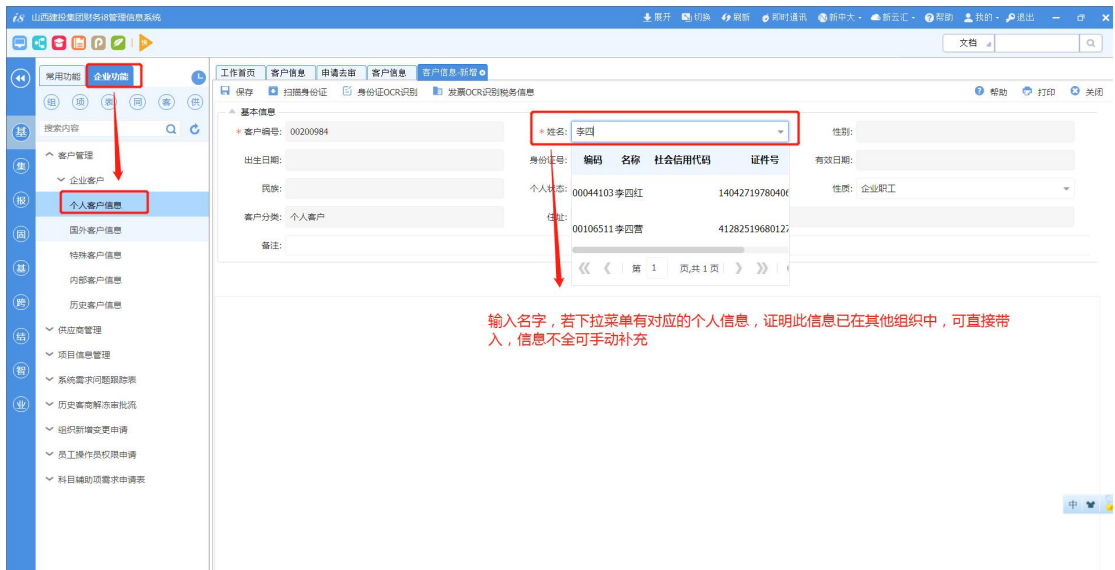 i8 山西建投集团财务i8管理信息系统
展开 切换 刷新 即时通讯 新中大 新云汇 帮助 我的 退出
文档
常用功能 企业功能
工作首页 客户信息 申请去审 客户信息 客户信息-新增
保存 扫描身份证 身份证OCR识别 发票OCR识别税务信息 帮助 打印 关闭
组 项 表 同 客 供
基本信息
搜索内容
* 客户编号: 00200984 * 姓名: 李四 性别:
客户管理
出生日期: 身份证号: 有效日期:
编码 名称 社会信用代码 证件号
企业客户
民族: 个人状态: 性质: 企业职工
00044103 李四红 14042719780406
个人客户信息
客户分类: 个人客户 住址:
国外客户信息
00106511 李四营 41282519680127
备注:
特殊客户信息
第 1 页,共 1 页
内部客户信息
历史客户信息
输入名字，若下拉菜单有对应的个人信息，证明此信息已在其他组织中，可直接带
入，信息不全可手动补充
供应商管理
项目信息管理
系统需求问题跟踪表
历史客商解冻审批流
组织新增变更申请
员工操作员权限申请
科目辅助项需求申请表
基
集
报
固
基
跨
结
智
业
中